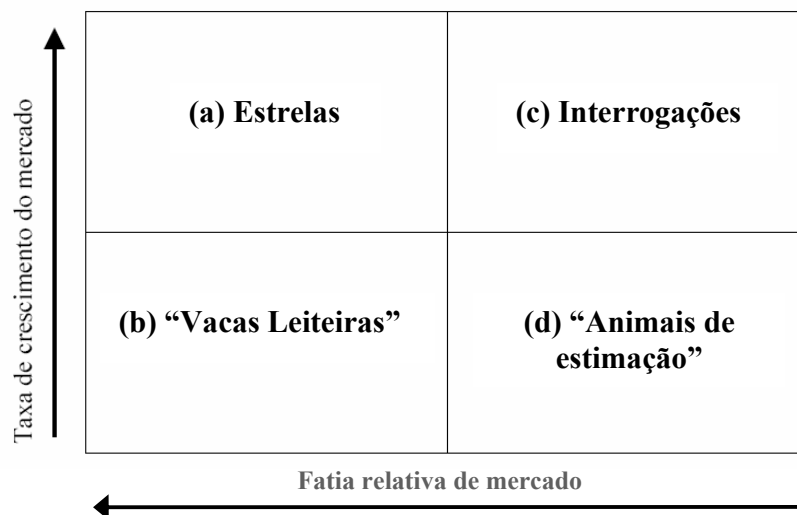 Taxa de crescimento do mercado
(a) Estrelas
(c) Interrogações
(b) “Vacas Leiteiras”
(d) “Animais de
estimação”
Fatia relativa de mercado